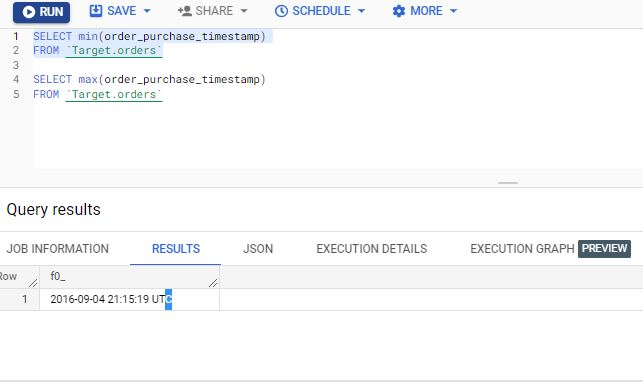 RUN SAVE SHARE SCHEDULE MORE
1 SELECT min(order_purchase_timestamp)
2 FROM `Target.orders`
3
4 SELECT max(order_purchase_timestamp)
5 FROM `Target.orders`
Query results
JOB INFORMATION RESULTS JSON EXECUTION DETAILS EXECUTION GRAPH PREVIEW
Row f0_
1 2016-09-04 21:15:19 UTC